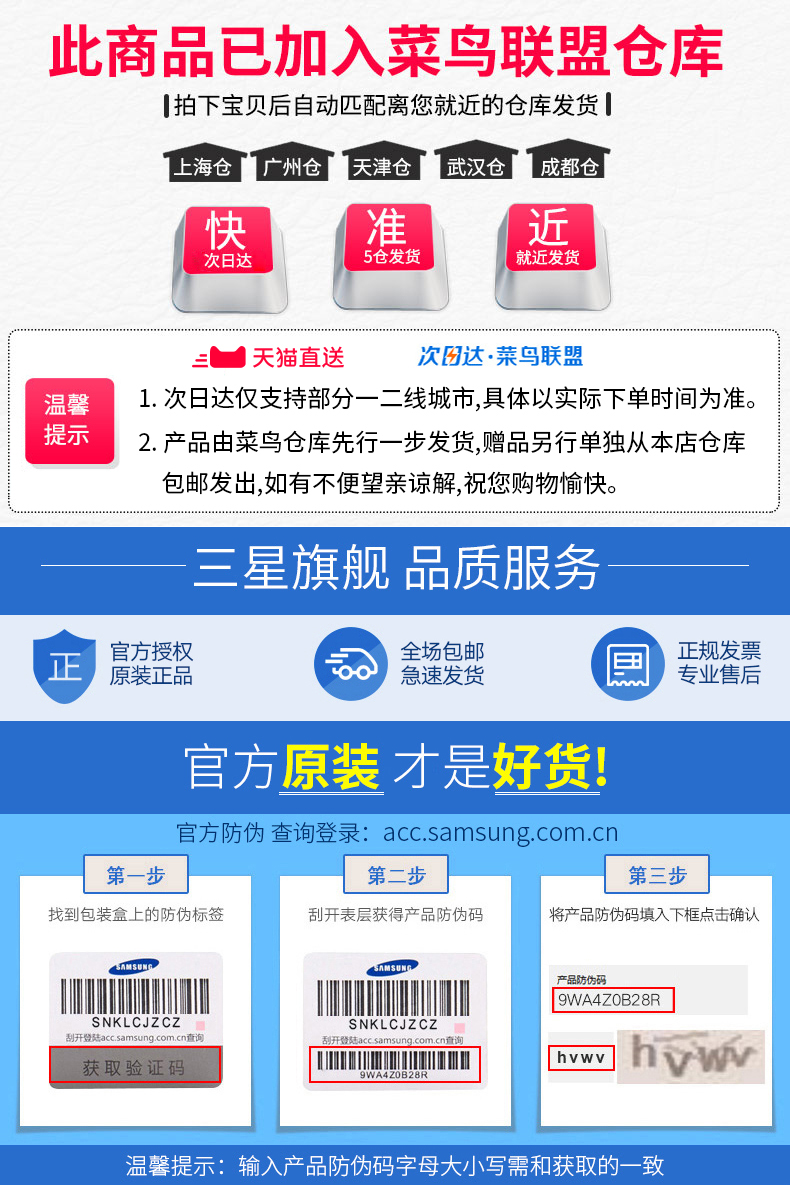 此商品已加入菜鸟联盟仓库
拍下宝贝后自动匹配离您就近的仓库发货
上海仓 广州仓 天津仓 武汉仓 成都仓
快 准 近
次日达 5仓发货 就近发货
天猫直送 次日达·菜鸟联盟
温馨
提示
1. 次日达仅支持部分一二线城市,具体以实际下单时间为准。
2. 产品由菜鸟仓库先行一步发货,赠品另行单独从本店仓库
包邮发出,如有不便望亲谅解,祝您购物愉快。
三星旗舰 品质服务
正
官方授权
原装正品
全场包邮
急速发货
正规发票
专业售后
官方原装 才是好货!
官方防伪 查询登录：acc.samsung.com.cn
第一步
找到包装盒上的防伪标签
SAMSUNG
SNKLCJZCZ
刮开登陆acc.samsung.com.cn查询
获取验证码
第二步
刮开表层获得产品防伪码
SAMSUNG
SNKLCJZCZ
刮开登陆acc.samsung.com.cn查询
9WA4Z0B28R
第三步
将产品防伪码填入下框点击确认
产品防伪码
9WA4Z0B28R
hvwv hvwv
温馨提示：输入产品防伪码字母大小写需和获取的一致